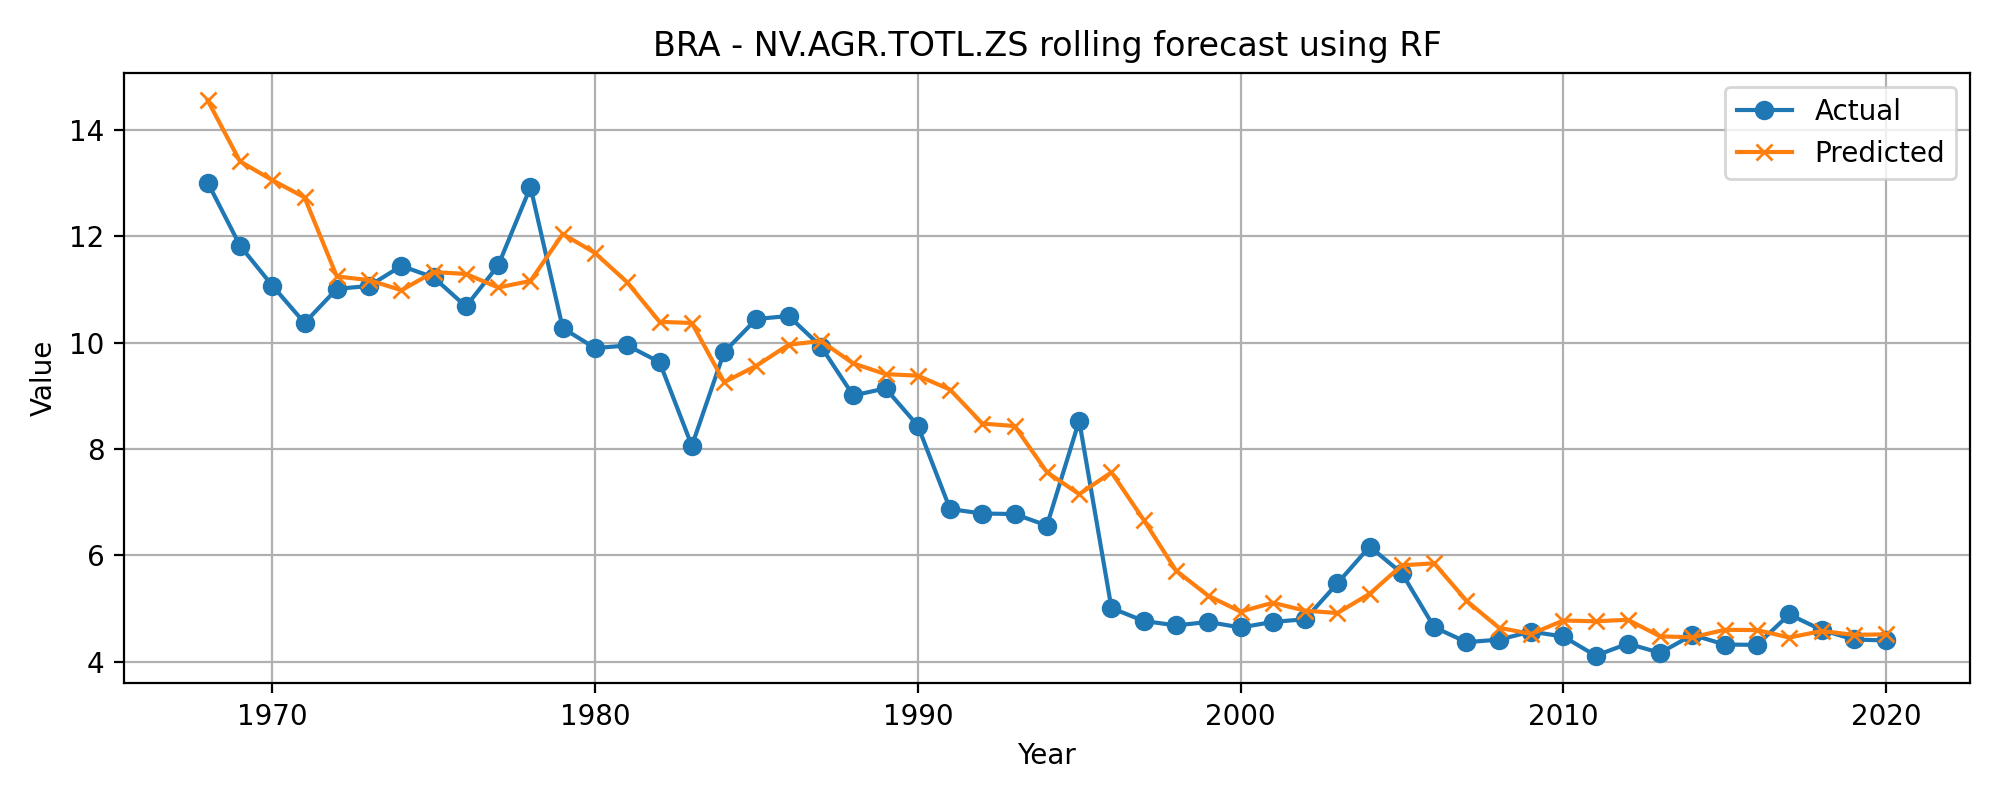 BRA - NV.AGR.TOTL.ZS rolling forecast using RF
Actual
Predicted
14
12
10
8
6
4
Value
1970
1980
1990
2000
2010
2020
Year